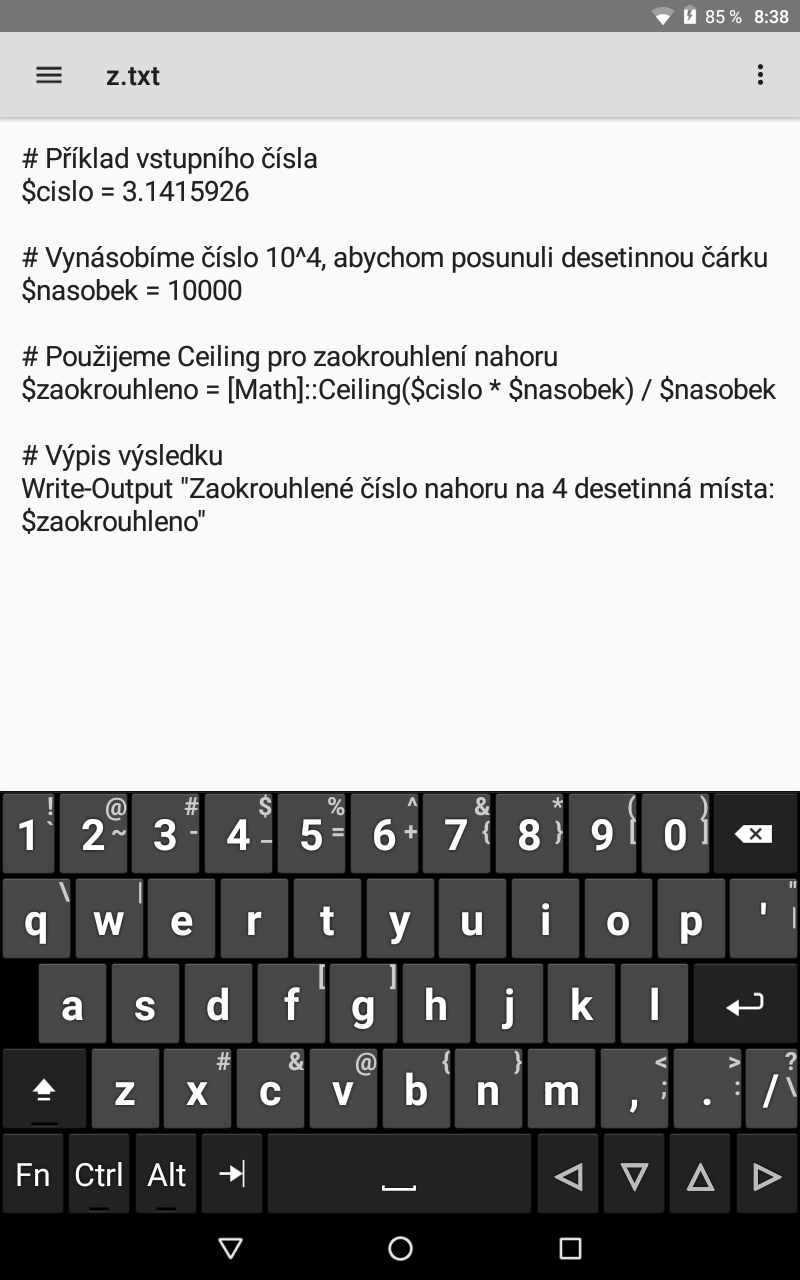 85 % 8:38
z.txt
# Příklad vstupního čísla
$cislo = 3.1415926
# Vynásobíme číslo 10^4, abychom posunuli desetinnou čárku
$nasobek = 10000
# Použijeme Ceiling pro zaokrouhlení nahoru
$zaokrouhleno = [Math]::Ceiling($cislo * $nasobek) / $nasobek
# Výpis výsledku
Write-Output "Zaokrouhlené číslo nahoru na 4 desetinná místa:
$zaokrouhleno"
! @ # $ % ^ & * ( )
1 ` 2 ~ 3 - 4 _ 5 = 6 + 7 { 8 } 9 [ 0 ]
\ | "
q w e r t y u i o p ' |
[ ]
a s d f g h j k l
# & @ { } < > ?
z x c v b n m , ; . : / \
Fn Ctrl Alt